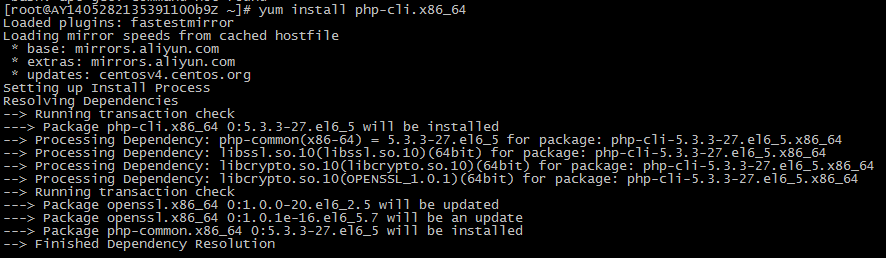 [root@AY1405282135391100b9Z ~]# yum install php-cli.x86_64
Loaded plugins: fastestmirror
Loading mirror speeds from cached hostfile
 * base: mirrors.aliyun.com
 * extras: mirrors.aliyun.com
 * updates: centosv4.centos.org
Setting up Install Process
Resolving Dependencies
--> Running transaction check
---> Package php-cli.x86_64 0:5.3.3-27.el6_5 will be installed
--> Processing Dependency: php-common(x86-64) = 5.3.3-27.el6_5 for package: php-cli-5.3.3-27.el6_5.x86_64
--> Processing Dependency: libssl.so.10(libssl.so.10)(64bit) for package: php-cli-5.3.3-27.el6_5.x86_64
--> Processing Dependency: libcrypto.so.10(libcrypto.so.10)(64bit) for package: php-cli-5.3.3-27.el6_5.x86_64
--> Processing Dependency: libcrypto.so.10(OPENSSL_1.0.1)(64bit) for package: php-cli-5.3.3-27.el6_5.x86_64
--> Running transaction check
---> Package openssl.x86_64 0:1.0.0-20.el6_2.5 will be updated
---> Package openssl.x86_64 0:1.0.1e-16.el6_5.7 will be an update
---> Package php-common.x86_64 0:5.3.3-27.el6_5 will be installed
--> Finished Dependency Resolution